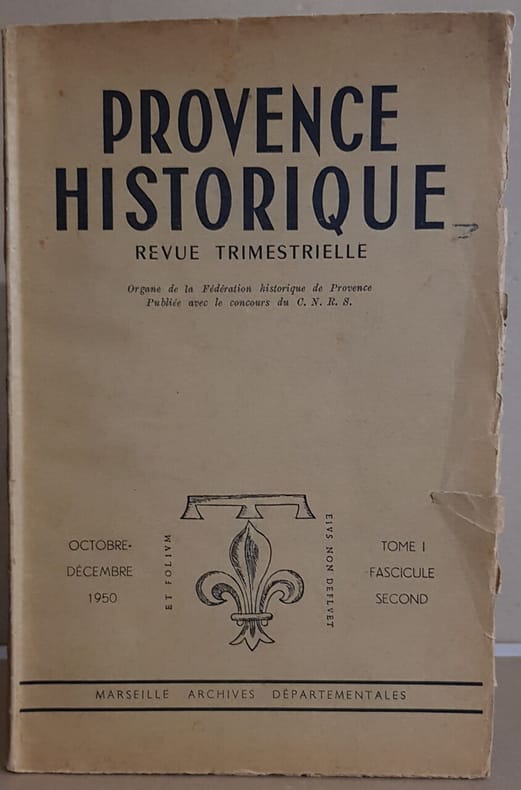 PROVENCE
HISTORIQUE
REVUE TRIMESTRIELLE
Organe de la Fédération historique de Provence
Publiée avec le concours du C. N. R. S.
OCTOBRE-
DÉCEMBRE
1950
ET FOLIVM
EIVS NON DEFLVET
TOME I
FASCICULE
SECOND
MARSEILLE ARCHIVES DÉPARTEMENTALES